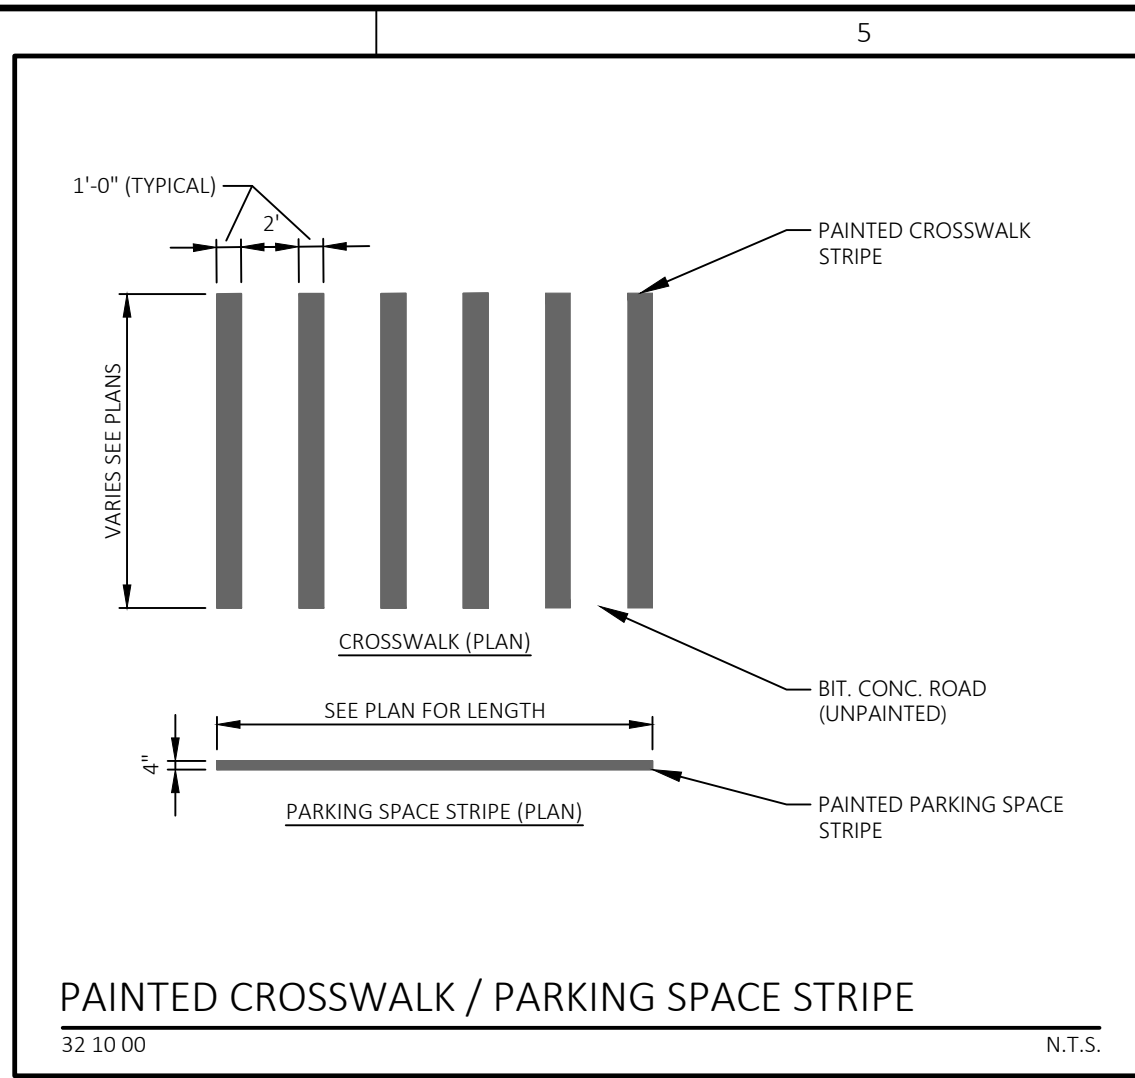 5
1'-0" (TYPICAL)
2'
PAINTED CROSSWALK
STRIPE
VARIES SEE PLANS
CROSSWALK (PLAN)
BIT. CONC. ROAD
(UNPAINTED)
SEE PLAN FOR LENGTH
4"
PARKING SPACE STRIPE (PLAN)
PAINTED PARKING SPACE
STRIPE
PAINTED CROSSWALK / PARKING SPACE STRIPE
32 10 00
N.T.S.